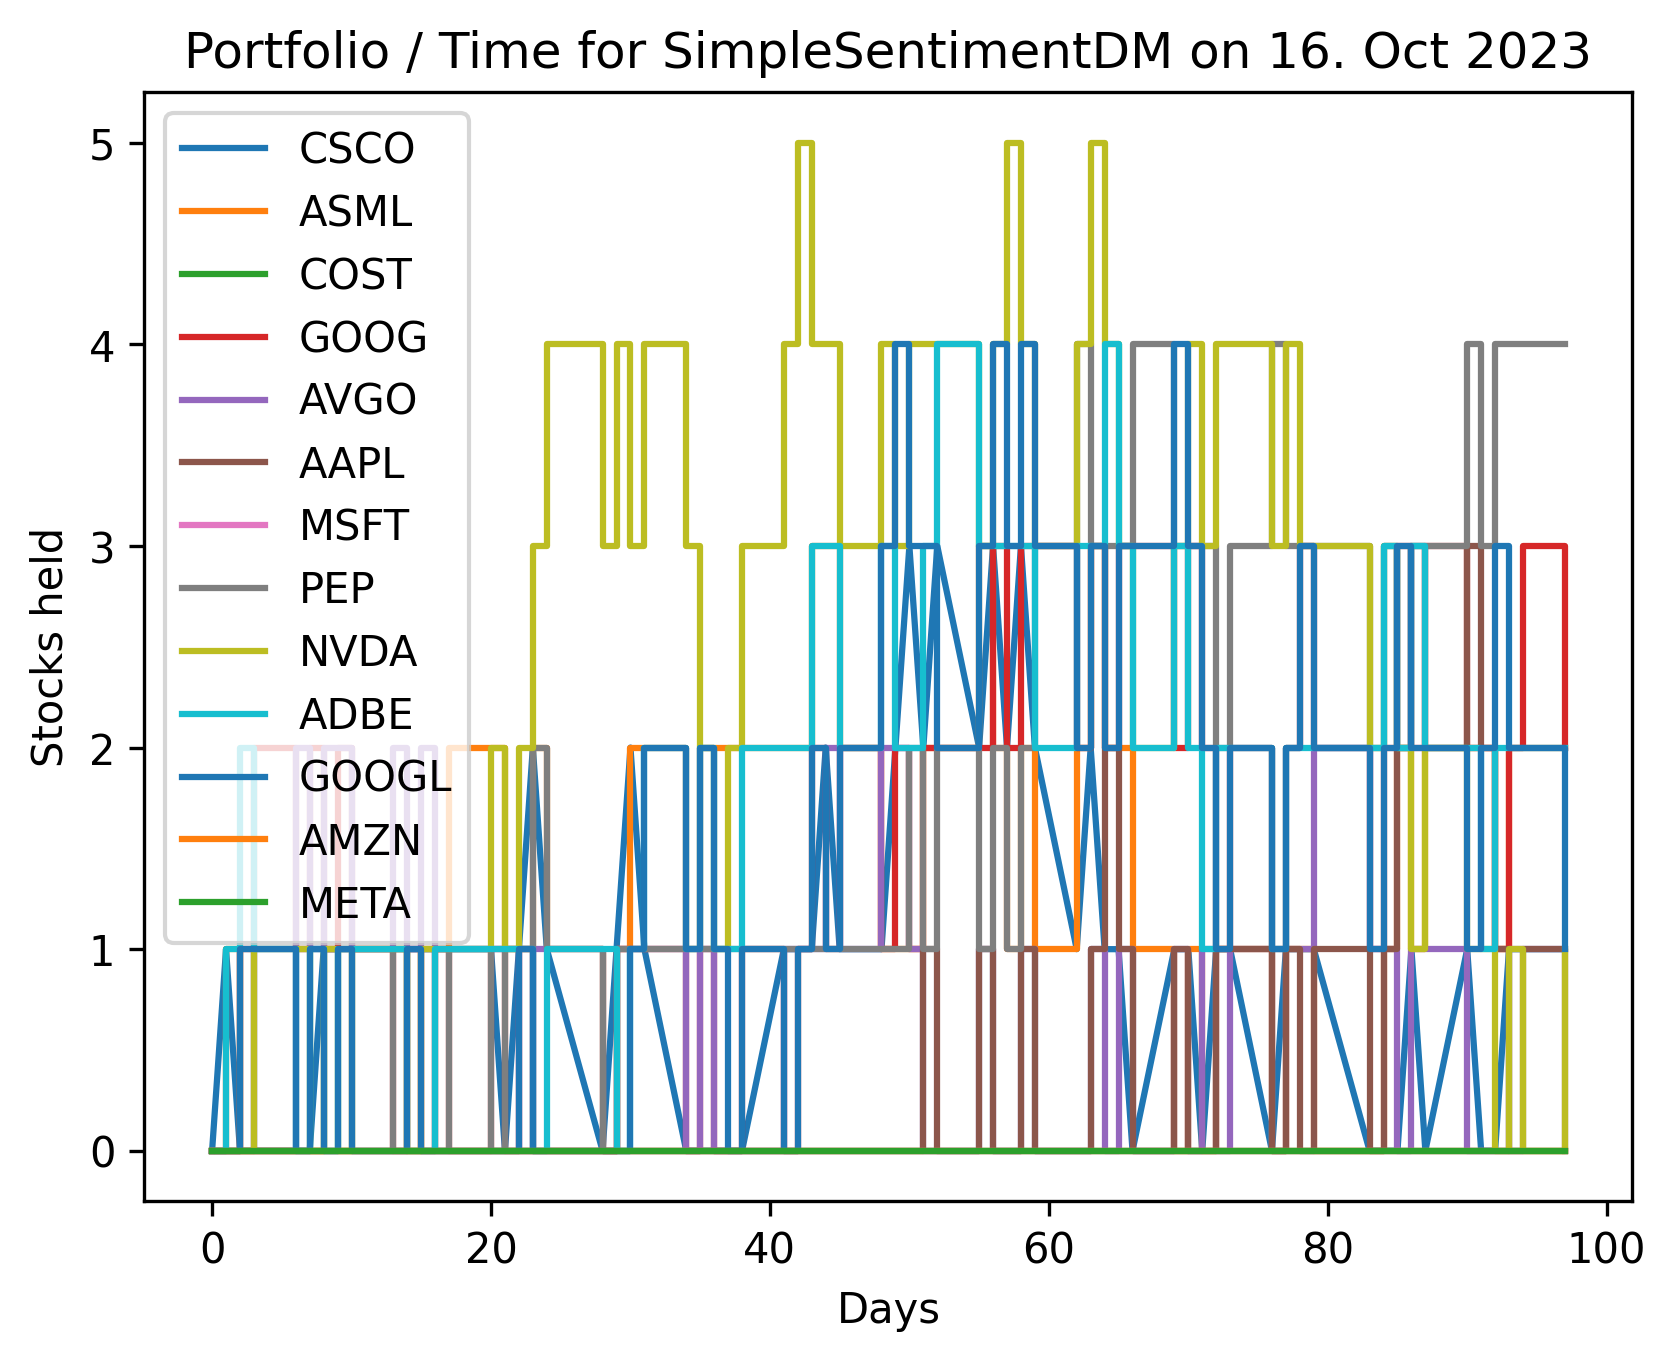 Portfolio / Time for SimpleSentimentDM on 16. Oct 2023
5
4
3
2
1
0
Stocks held
CSCO
ASML
COST
GOOG
AVGO
AAPL
MSFT
PEP
NVDA
ADBE
GOOGL
AMZN
META
0 20 40 60 80 100
Days